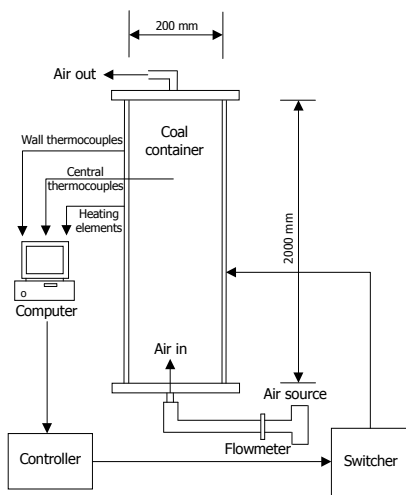 200 mm
Air out
Coal
container
Wall thermocouples
Central
thermocouples
Heating
elements
2000 mm
Computer
Air in
Air source
Flowmeter
Controller
Switcher